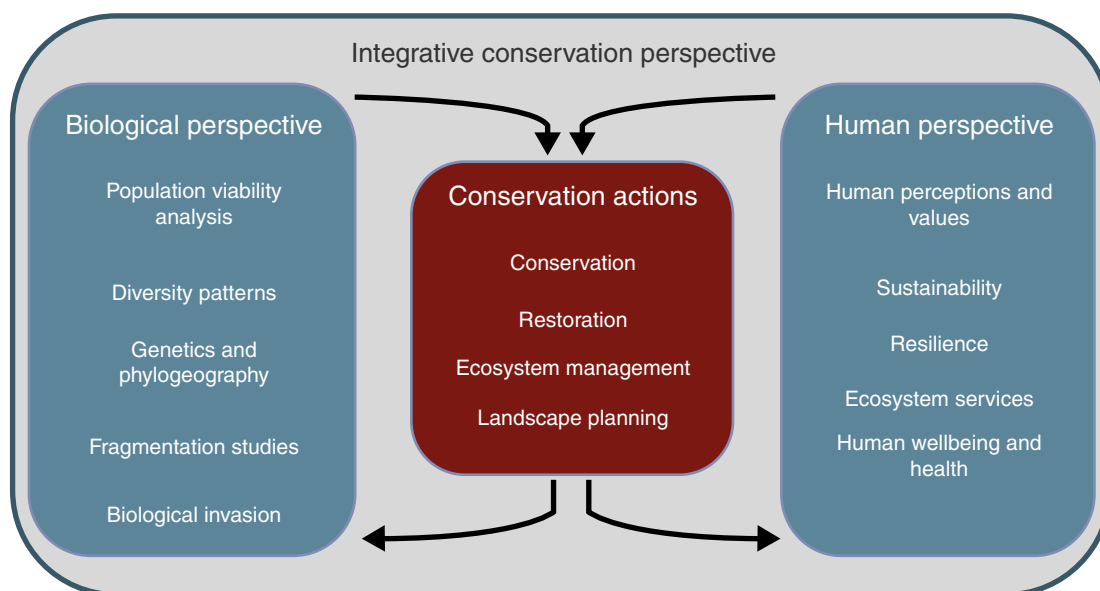 Integrative conservation perspective
Biological perspective
Population viability
analysis
Diversity patterns
Genetics and
phylogeography
Fragmentation studies
Biological invasion
Conservation actions
Conservation
Restoration
Ecosystem management
Landscape planning
Human perspective
Human perceptions and
values
Sustainability
Resilience
Ecosystem services
Human wellbeing and
health